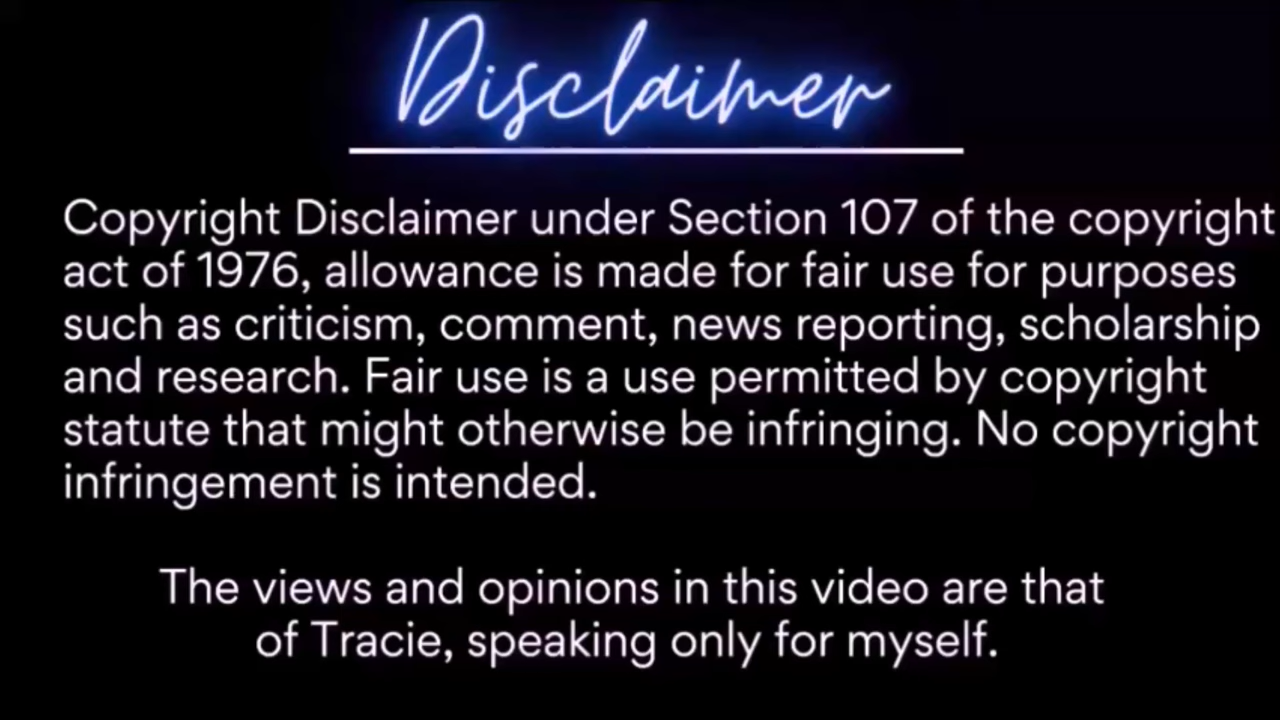 Disclaimer
Copyright Disclaimer under Section 107 of the copyright
act of 1976, allowance is made for fair use for purposes
such as criticism, comment, news reporting, scholarship
and research. Fair use is a use permitted by copyright
statute that might otherwise be infringing. No copyright
infringement is intended.
The views and opinions in this video are that
of Tracie, speaking only for myself.